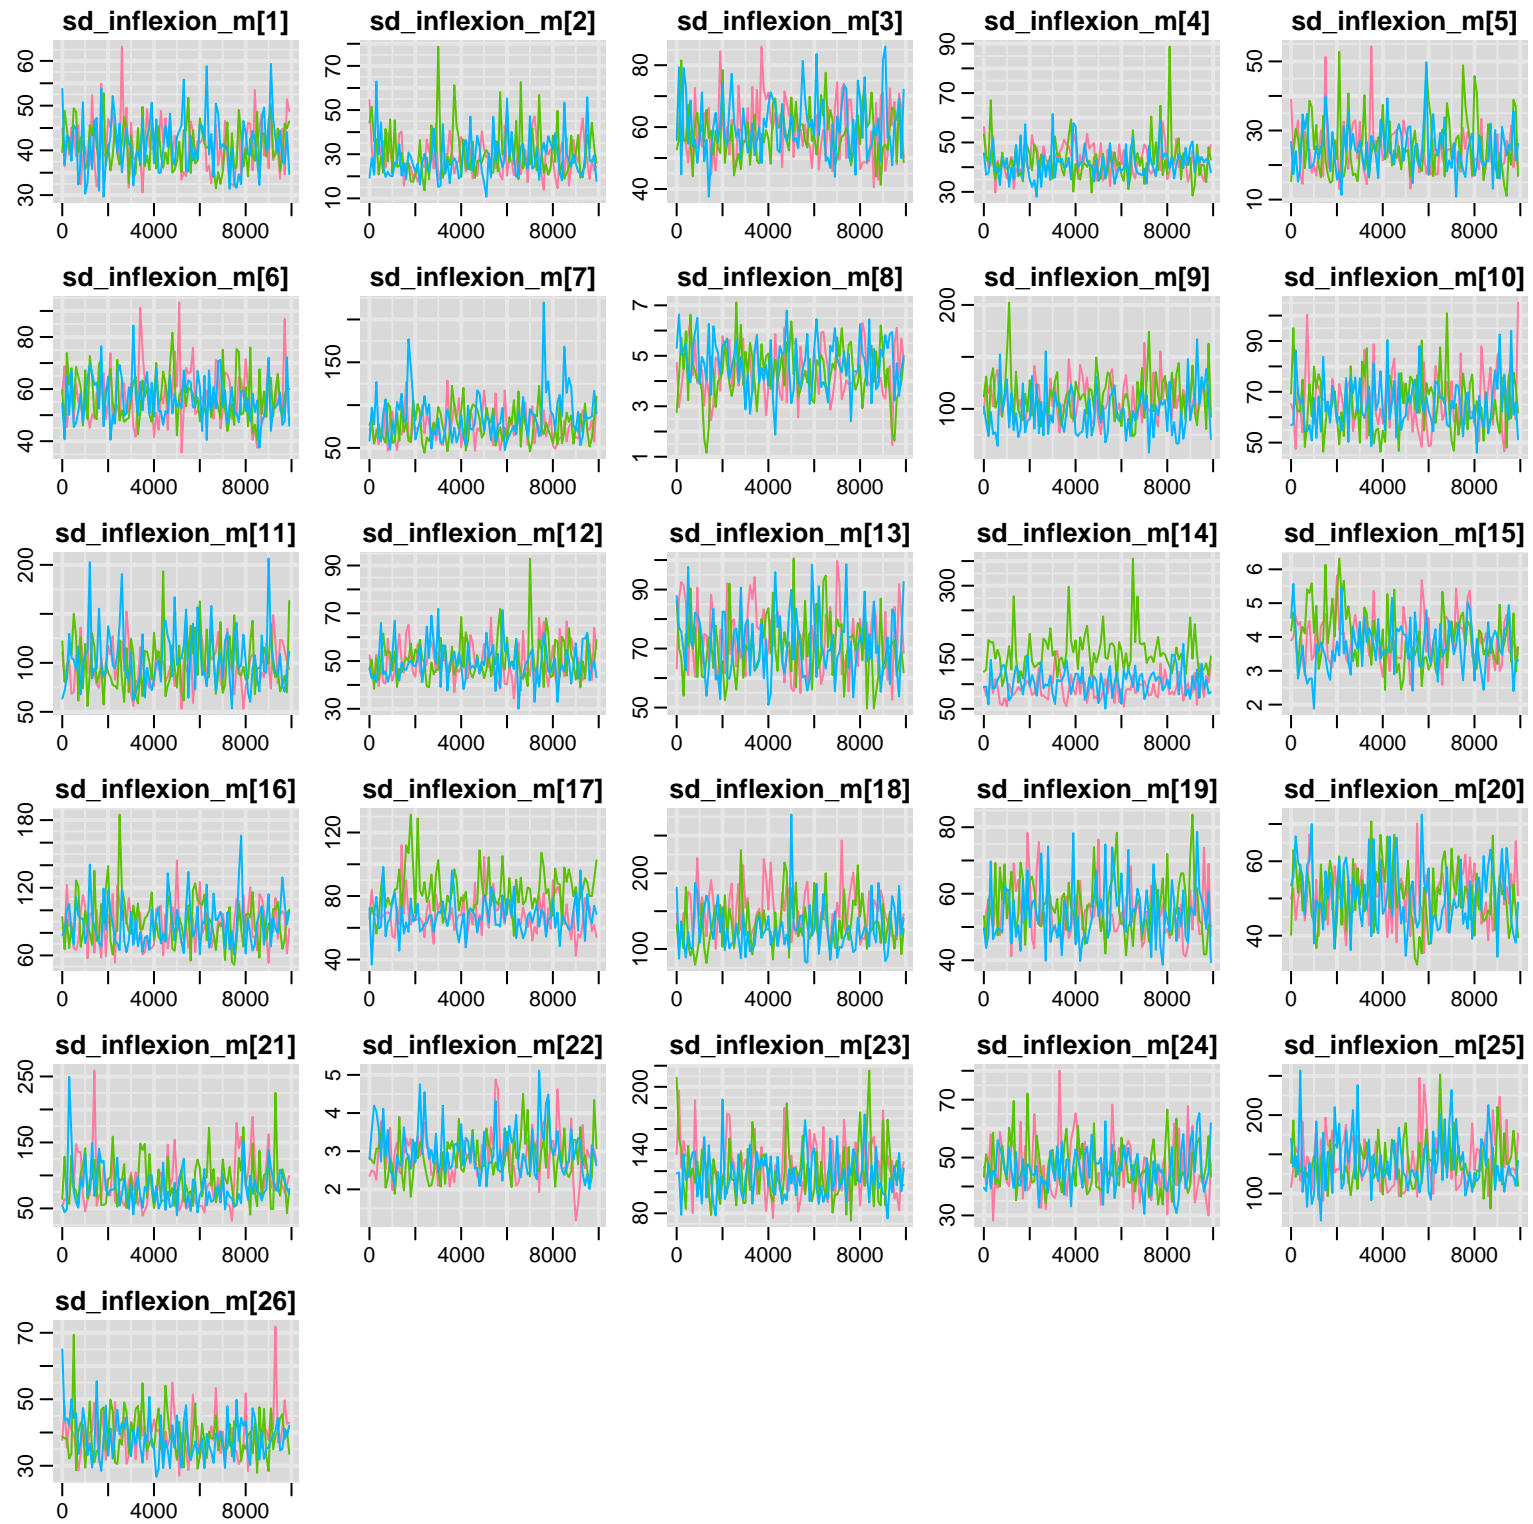 sd_inflexion_m[1] sd_inflexion_m[2] sd_inflexion_m[3] sd_inflexion_m[4] sd_inflexion_m[5]
30 40 50 60 10 30 50 70 40 60 80 30 50 70 90 10 30 50
0 4000 8000 0 4000 8000 0 4000 8000 0 4000 8000 0 4000 8000
sd_inflexion_m[6] sd_inflexion_m[7] sd_inflexion_m[8] sd_inflexion_m[9] sd_inflexion_m[10]
40 60 80 50 150 1 3 5 7 100 200 50 70 90
0 4000 8000 0 4000 8000 0 4000 8000 0 4000 8000 0 4000 8000
sd_inflexion_m[11] sd_inflexion_m[12] sd_inflexion_m[13] sd_inflexion_m[14] sd_inflexion_m[15]
50 100 200 30 50 70 90 50 70 90 50 150 300 2 3 4 5 6
0 4000 8000 0 4000 8000 0 4000 8000 0 4000 8000 0 4000 8000
sd_inflexion_m[16] sd_inflexion_m[17] sd_inflexion_m[18] sd_inflexion_m[19] sd_inflexion_m[20]
60 120 180 40 80 120 100 200 40 60 80 40 60
0 4000 8000 0 4000 8000 0 4000 8000 0 4000 8000 0 4000 8000
sd_inflexion_m[21] sd_inflexion_m[22] sd_inflexion_m[23] sd_inflexion_m[24] sd_inflexion_m[25]
50 150 250 2 3 4 5 80 140 200 30 50 70 100 200
0 4000 8000 0 4000 8000 0 4000 8000 0 4000 8000 0 4000 8000
sd_inflexion_m[26]
30 50 70
0 4000 8000